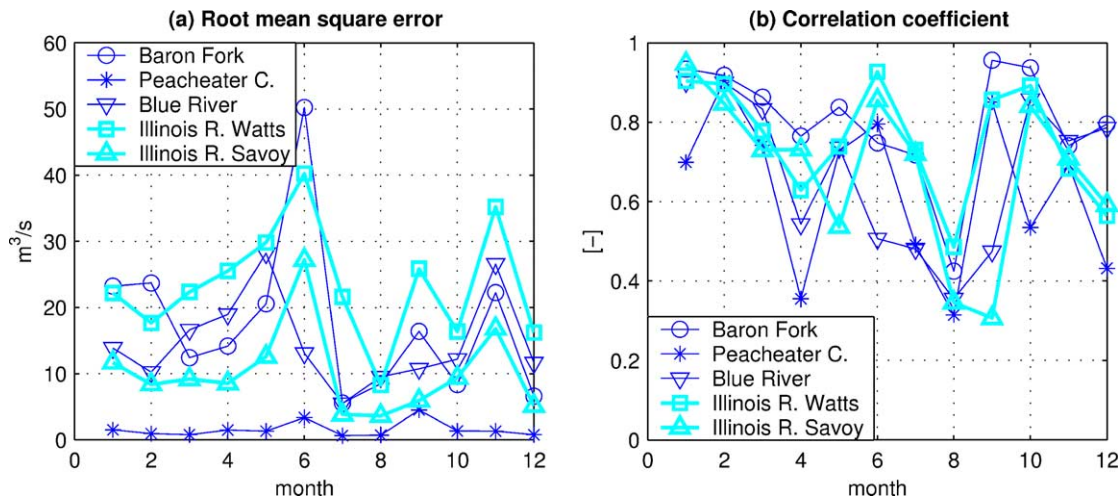 (a) Root mean square error
60
50
40
30
20
10
0
m³/s
Baron Fork
Peacheater C.
Blue River
Illinois R. Watts
Illinois R. Savoy
0 2 4 6 8 10 12
month
(b) Correlation coefficient
1
0.8
0.6
0.4
0.2
0
[−]
Baron Fork
Peacheater C.
Blue River
Illinois R. Watts
Illinois R. Savoy
0 2 4 6 8 10 12
month